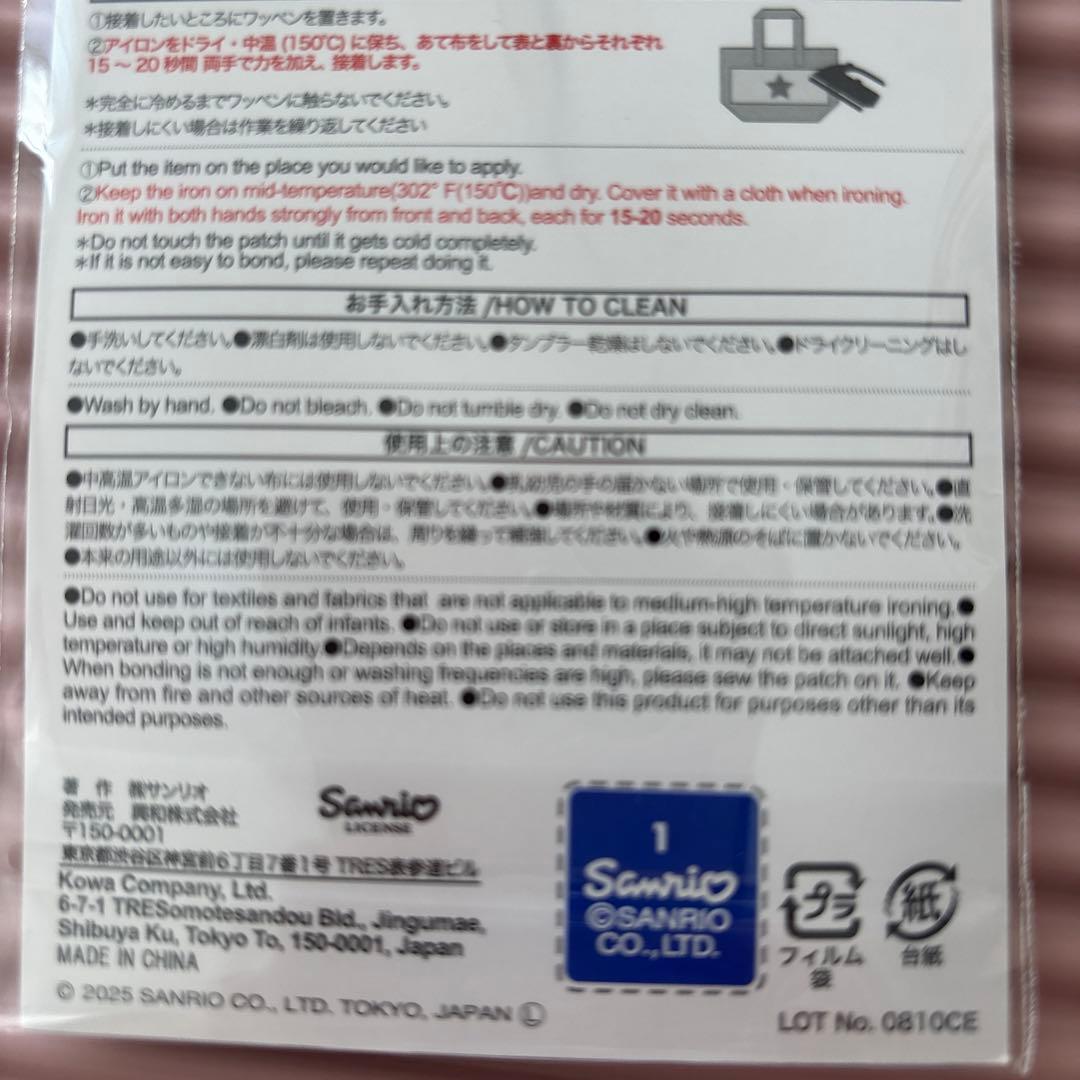 ①接着したいところにワッペンを置きます。
②アイロンをドライ・中温(150℃)に保ち、あて布をして表と裏からそれぞれ
15～20秒間 両手で力を加え、接着します。
＊完全に冷めるまでワッペンに触らないでください。
＊接着しにくい場合は作業を繰り返してください
①Put the item on the place you would like to apply.
②Keep the iron on mid-temperature(302° F(150℃))and dry. Cover it with a cloth when ironing.
Iron it with both hands strongly from front and back, each for 15-20 seconds.
＊Do not touch the patch until it gets cold completely.
＊If it is not easy to bond, please repeat doing it.
お手入れ方法/HOW TO CLEAN
●手洗いしてください。●漂白剤は使用しないでください。●タンブラー乾燥はしないでください。●ドライクリーニングはし
ないでください。
●Wash by hand. ●Do not bleach. ●Do not tumble dry. ●Do not dry clean.
使用上の注意/CAUTION
●中高温アイロンできない布には使用しないでください。●乳幼児の手の届かない場所で使用・保管してください。●直
射日光・高温多湿の場所を避けて、使用・保管してください。●場所や材質により、接着しにくい場合があります。●洗
濯回数が多いものや接着が不十分な場合は、周りを縫って補強してください。●火や熱源のそばに置かないでください。
●本来の用途以外には使用しないでください。
●Do not use for textiles and fabrics that are not applicable to medium-high temperature ironing.●
Use and keep out of reach of infants. ●Do not use or store in a place subject to direct sunlight, high
temperature or high humidity.●Depends on the places and materials, it may not be attached well.●
When bonding is not enough or washing frequencies are high, please sew the patch on it. ●Keep
away from fire and other sources of heat. ●Do not use this product for purposes other than its
intended purposes.
著 作 ㈱サンリオ
発売元 興和株式会社
〒150-0001
東京都渋谷区神宮前6丁目7番1号 TRES表参道ビル
Kowa Company, Ltd.
6-7-1 TRESomotesandou Bld., Jingumae,
Shibuya Ku, Tokyo To, 150-0001, Japan
MADE IN CHINA
© 2025 SANRIO CO., LTD. TOKYO, JAPAN Ⓛ
Sanrio
LICENSE
1
Sanrio
©SANRIO
CO.,LTD.
プラ
フィルム
袋
紙
台紙
LOT No. 0810CE